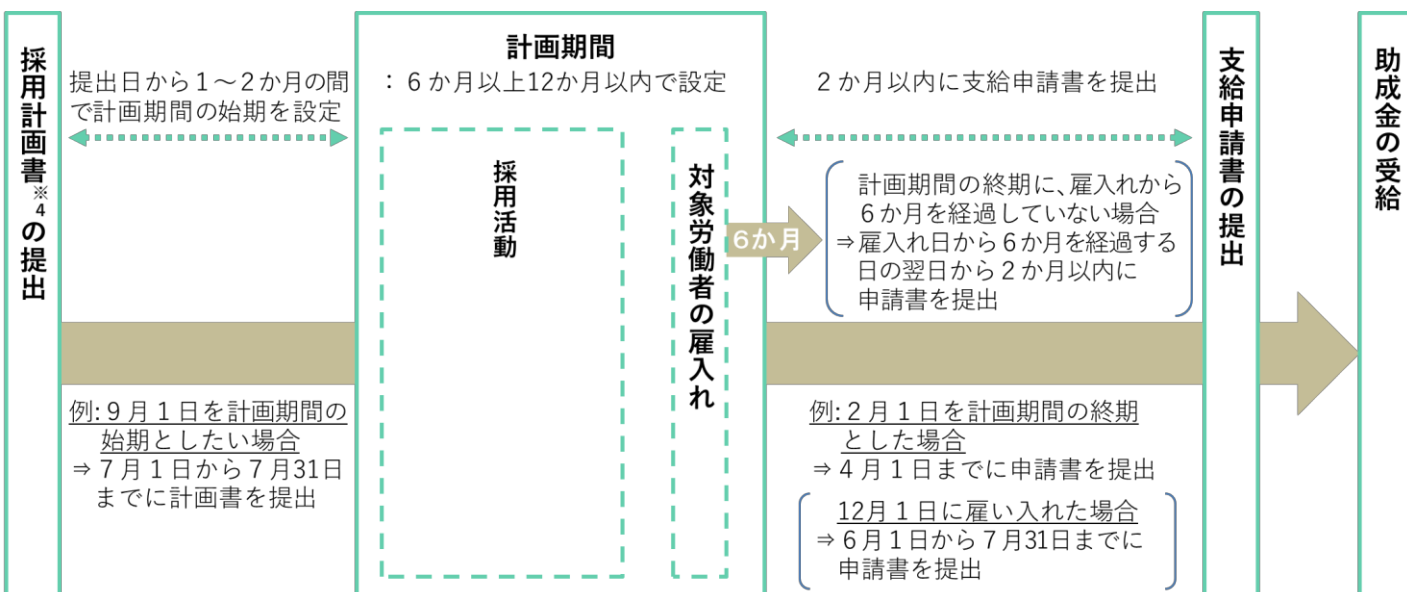 採用計画書※4の提出
提出日から1～2か月の間
で計画期間の始期を設定
例:9月1日を計画期間の
始期としたい場合
⇒7月1日から7月31日
までに計画書を提出
計画期間
：6か月以上12か月以内で設定
採用活動
対象労働者の雇入れ
6か月
2か月以内に支給申請書を提出
計画期間の終期に、雇入れから
6か月を経過していない場合
⇒雇入れ日から6か月を経過する
日の翌日から2か月以内に
申請書を提出
例:2月1日を計画期間の終期
とした場合
⇒4月1日までに申請書を提出
12月1日に雇い入れた場合
⇒6月1日から7月31日までに
申請書を提出
支給申請書の提出
助成金の受給